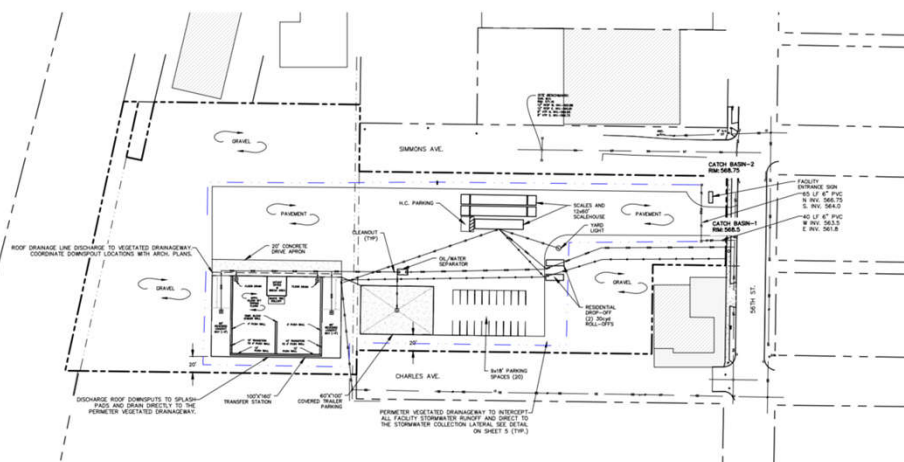 SIMMONS AVE.
GRAVEL
CATCH BASIN-2
RIM: 568.75
FACILITY
ENTRANCE SIGN
65 LF 6" PVC
N INV. 566.75
S. INV. 564.0
CATCH BASIN-1
RIM: 568.5
40 LF 6" PVC
W INV. 563.5
E INV. 561.8
H.C. PARKING
SCALES AND
12x60'
SCALEHOUSE
PAVEMENT
PAVEMENT
YARD
LIGHT
CLEANOUT
(TYP)
OIL/WATER
SEPARATOR
20' CONCRETE
DRIVE APRON
ROOF DRAINAGE LINE DISCHARGE TO VEGETATED DRAINAGEWAY.
COORDINATE DOWNSPOUT LOCATIONS WITH ARCH. PLANS.
GRAVEL
GRAVEL
RESIDENTIAL
DROP-OFF
(2) 30cyd
ROLL-OFFS
56TH ST.
20'
20'
9x18' PARKING
SPACES (20)
CHARLES AVE.
DISCHARGE ROOF DOWNSPUTS TO SPLASH
PADS AND DRAIN DIRECTLY TO THE
PERIMETER VEGETATED DRAINAGEWAY.
100'X160'
TRANSFER STATION
60'X100'
COVERED TRAILER
PARKING
PERIMETER VEGETATED DRAINAGEWAY TO INTERCEPT
ALL FACILITY STORMWATER RUNOFF AND DIRECT TO
THE STORMWATER COLLECTION LATERAL SEE DETAIL
ON SHEET 5 (TYP.)